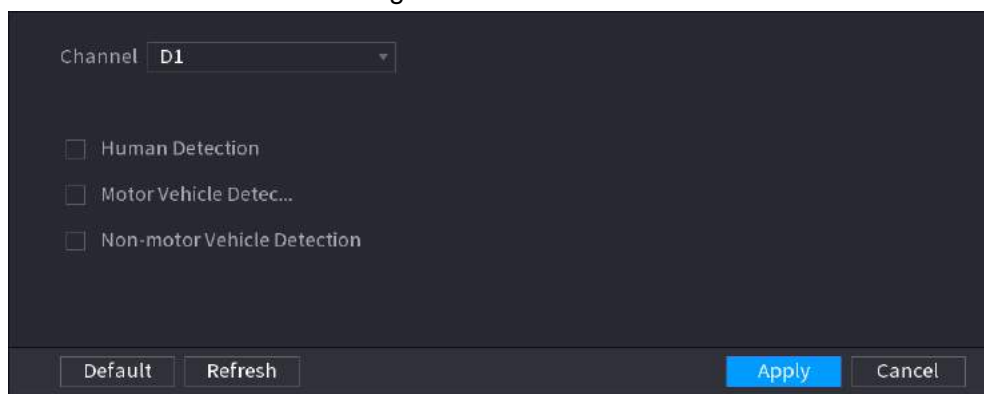 Channel D1
Human Detection
Motor Vehicle Detec...
Non-motor Vehicle Detection
Default Refresh Apply Cancel